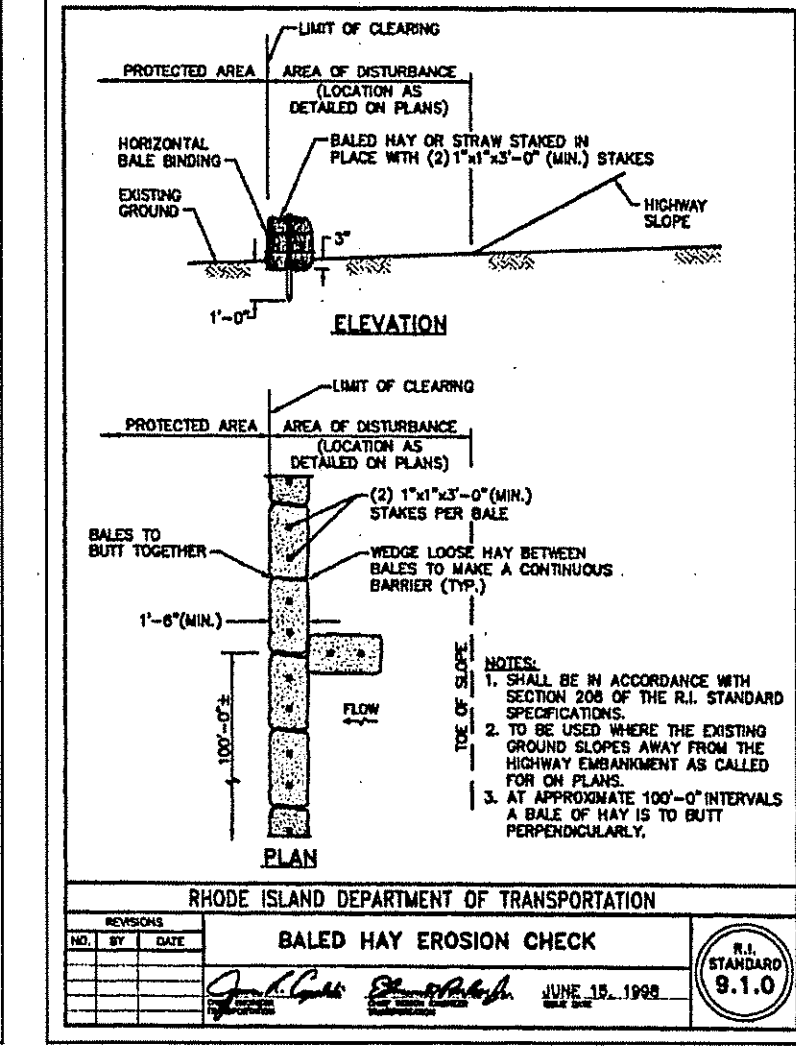 LIMIT OF CLEARING
PROTECTED AREA
AREA OF DISTURBANCE
(LOCATION AS
DETAILED ON PLANS)
HORIZONTAL
BALE BINDING
BALED HAY OR STRAW STAKED IN
PLACE WITH (2) 1"x1"x3'-0" (MIN.) STAKES
EXISTING
GROUND
HIGHWAY
SLOPE
3"
1'-0"
ELEVATION
LIMIT OF CLEARING
PROTECTED AREA
AREA OF DISTURBANCE
(LOCATION AS
DETAILED ON PLANS)
(2) 1"x1"x3'-0"(MIN.)
STAKES PER BALE
BALES TO
BUTT TOGETHER
WEDGE LOOSE HAY BETWEEN
BALES TO MAKE A CONTINUOUS
BARRIER (TYP.)
1'-6"(MIN.)
100'-0"±
FLOW
TOE OF SLOPE
NOTES:
1. SHALL BE IN ACCORDANCE WITH
SECTION 206 OF THE R.I. STANDARD
SPECIFICATIONS.
2. TO BE USED WHERE THE EXISTING
GROUND SLOPES AWAY FROM THE
HIGHWAY EMBANKMENT AS CALLED
FOR ON PLANS.
3. AT APPROXIMATE 100'-0" INTERVALS
A BALE OF HAY IS TO BUTT
PERPENDICULARLY.
PLAN
RHODE ISLAND DEPARTMENT OF TRANSPORTATION
REVISIONS
NO. BY DATE
BALED HAY EROSION CHECK
JUNE 15, 1998
ISSUE DATE
R.I.
STANDARD
9.1.0